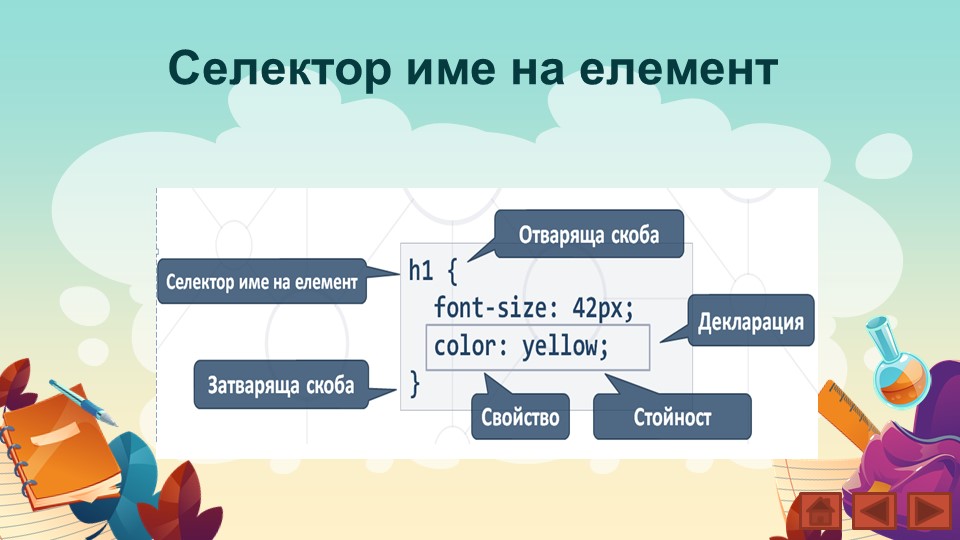 Селектор име на елемент
Отваряща скоба
Селектор име на елемент
h1 {
font-size: 42px;
Декларация
color: yellow;
Затваряща скоба
}
Свойство
Стойност